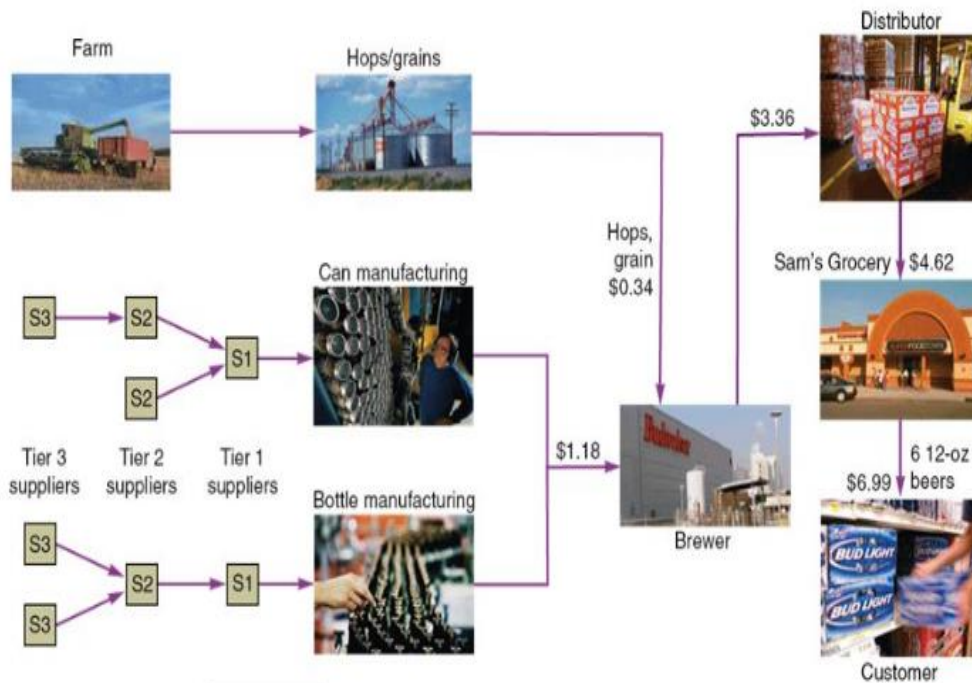 Farm
Hops/grains
Distributor
$3.36
Hops,
grain
$0.34
Sam's Grocery
$4.62
Can manufacturing
S3
S2
S1
S2
Tier 3
suppliers
Tier 2
suppliers
Tier 1
suppliers
$1.18
Budweiser
$6.99
6 12-oz
beers
Bottle manufacturing
S3
S2
S1
S3
Brewer
BUD LIGHT
BUD LIGHT
Customer